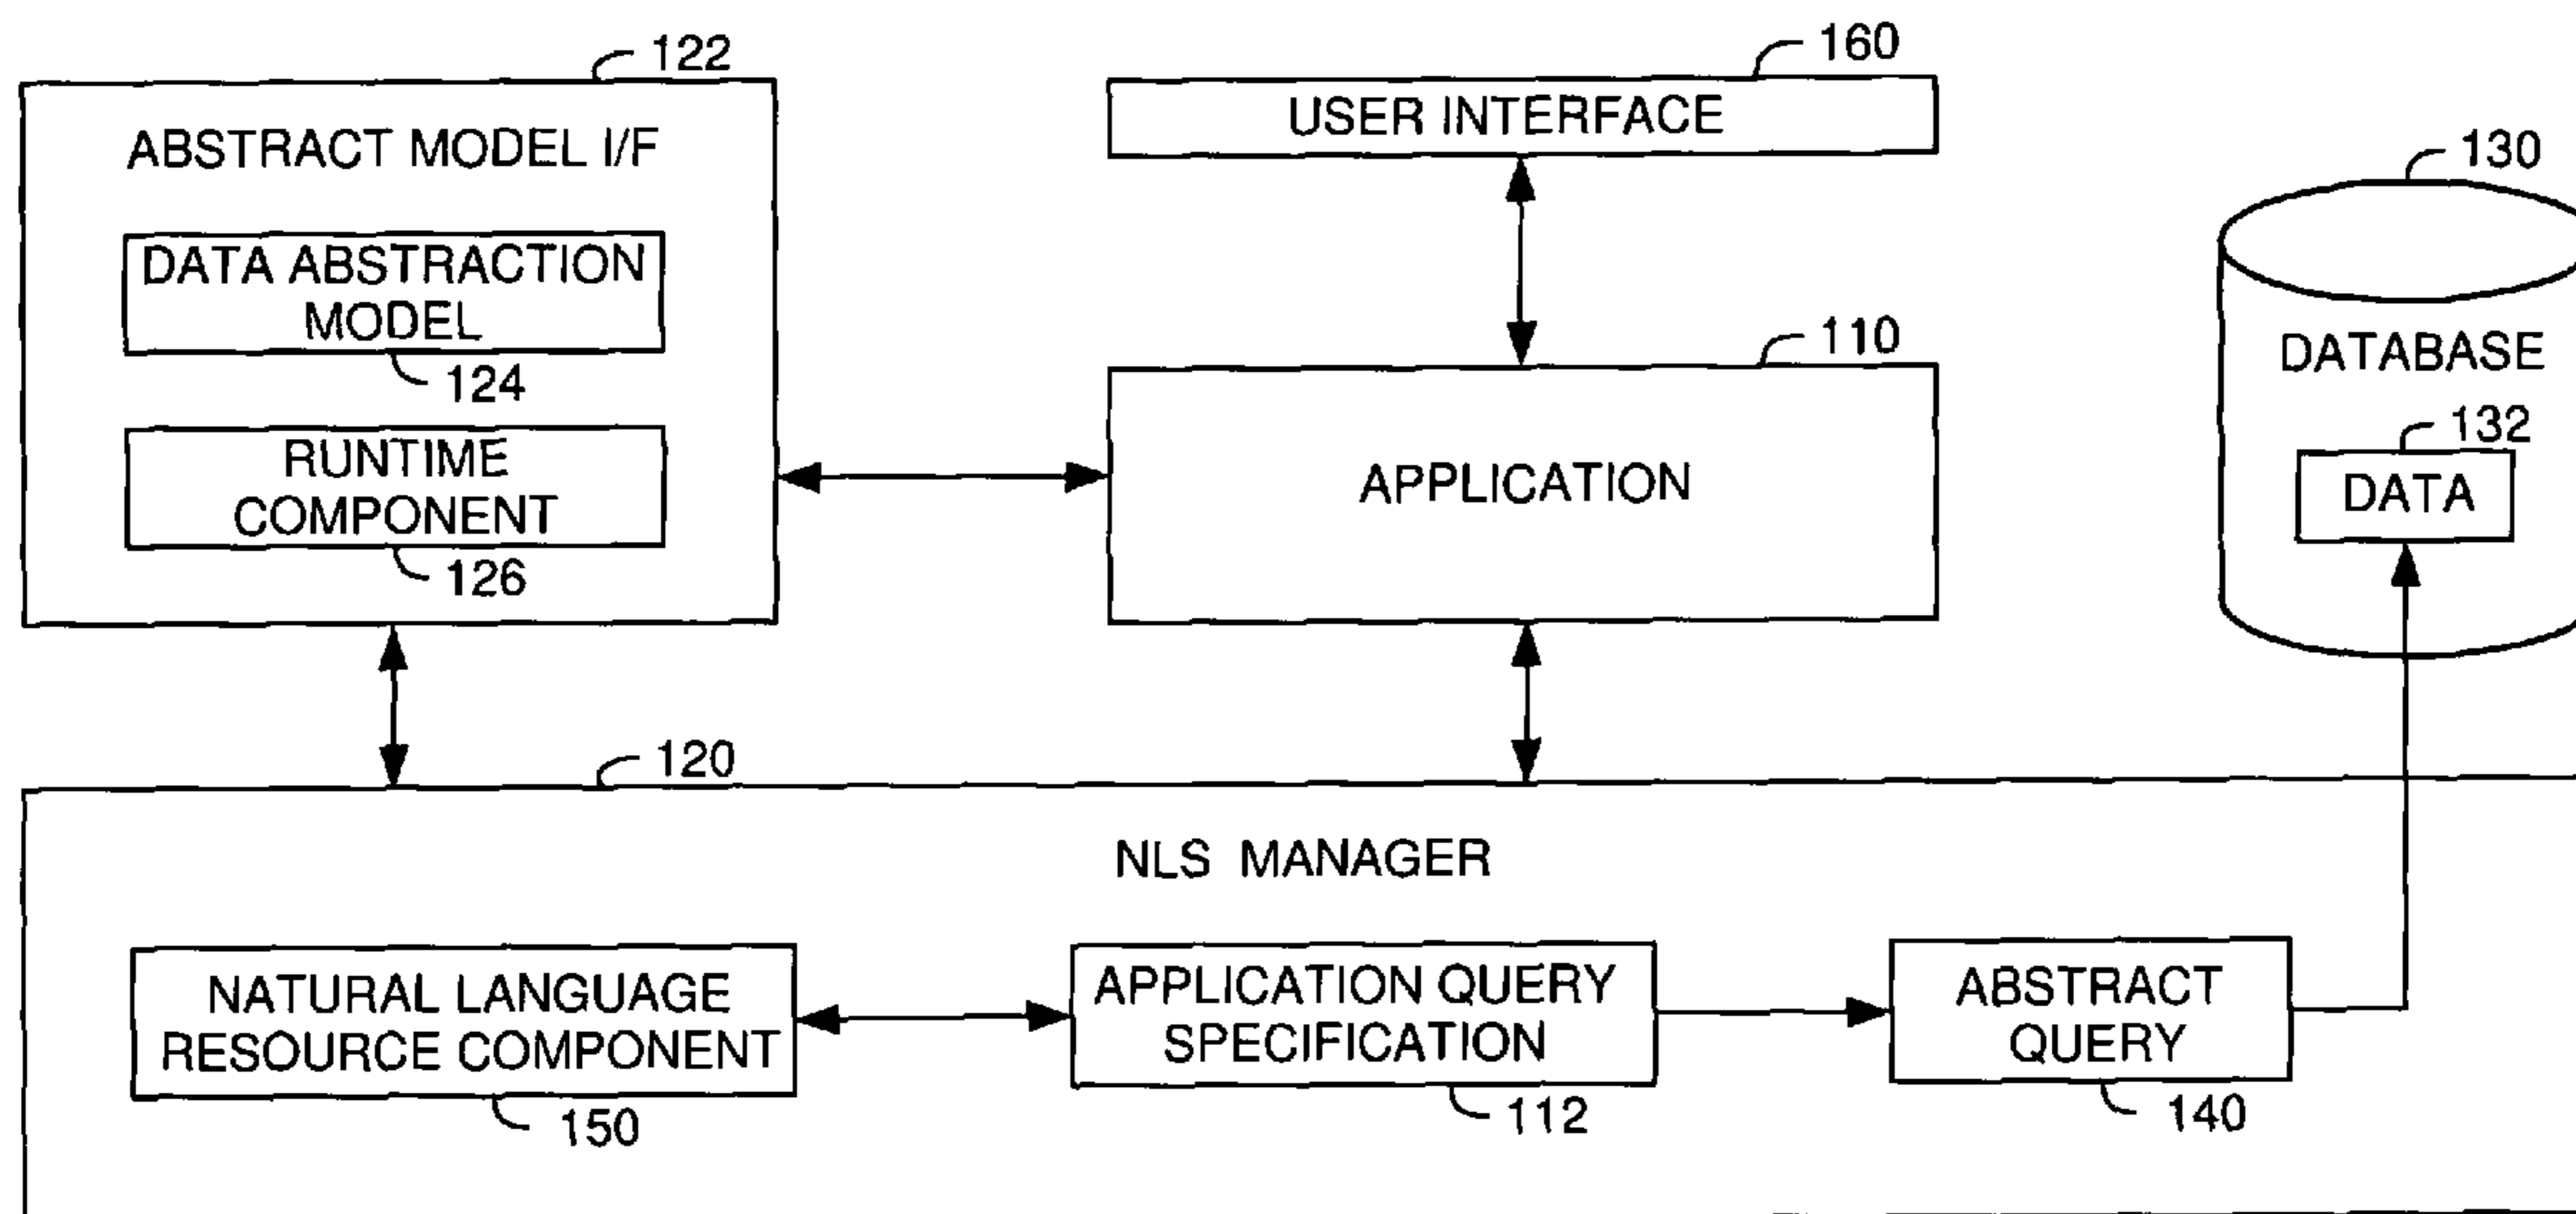 122
ABSTRACT MODEL I/F
DATA ABSTRACTION
MODEL
124
RUNTIME
COMPONENT
126
160
USER INTERFACE
110
APPLICATION
130
DATABASE
132
DATA
120
NLS MANAGER
NATURAL LANGUAGE
RESOURCE COMPONENT
150
APPLICATION QUERY
SPECIFICATION
112
ABSTRACT
QUERY
140